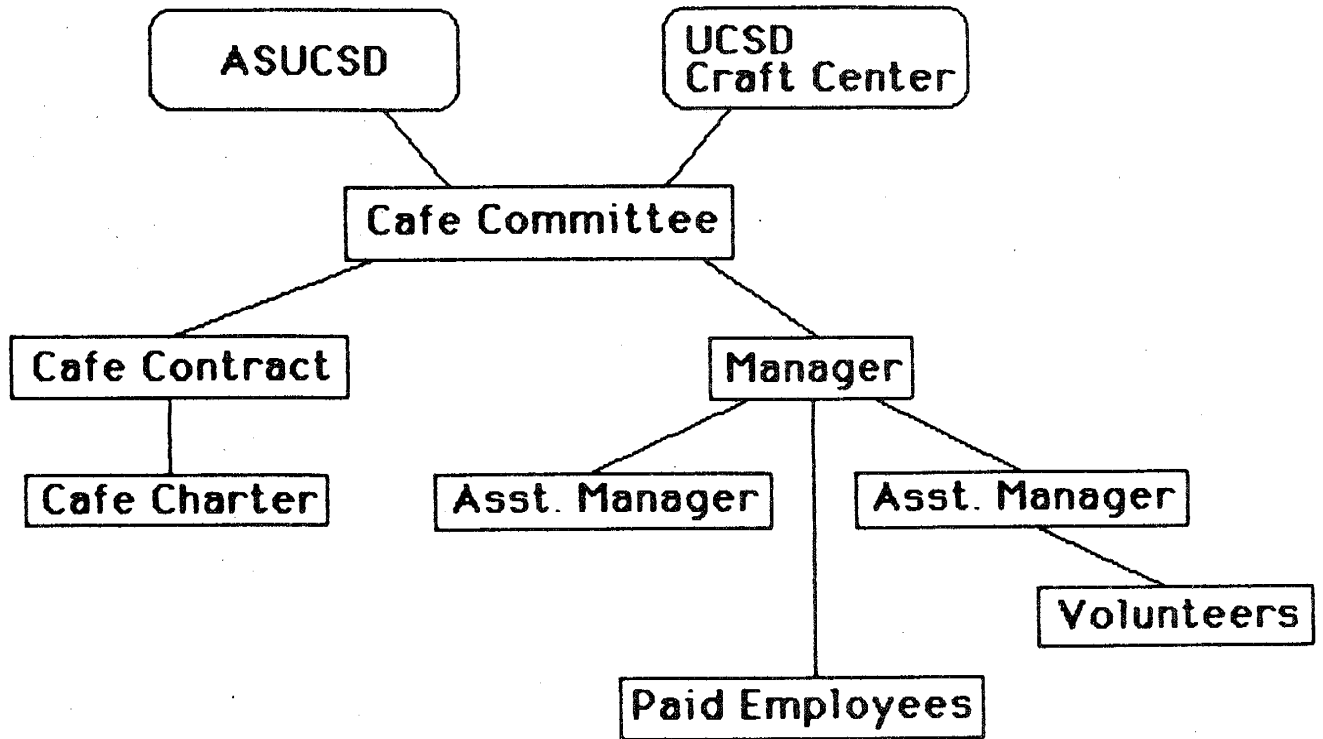 ASUCSD
UCSD
Craft Center
Cafe Committee
Cafe Contract
Manager
Cafe Charter
Asst. Manager
Asst. Manager
Volunteers
Paid Employees